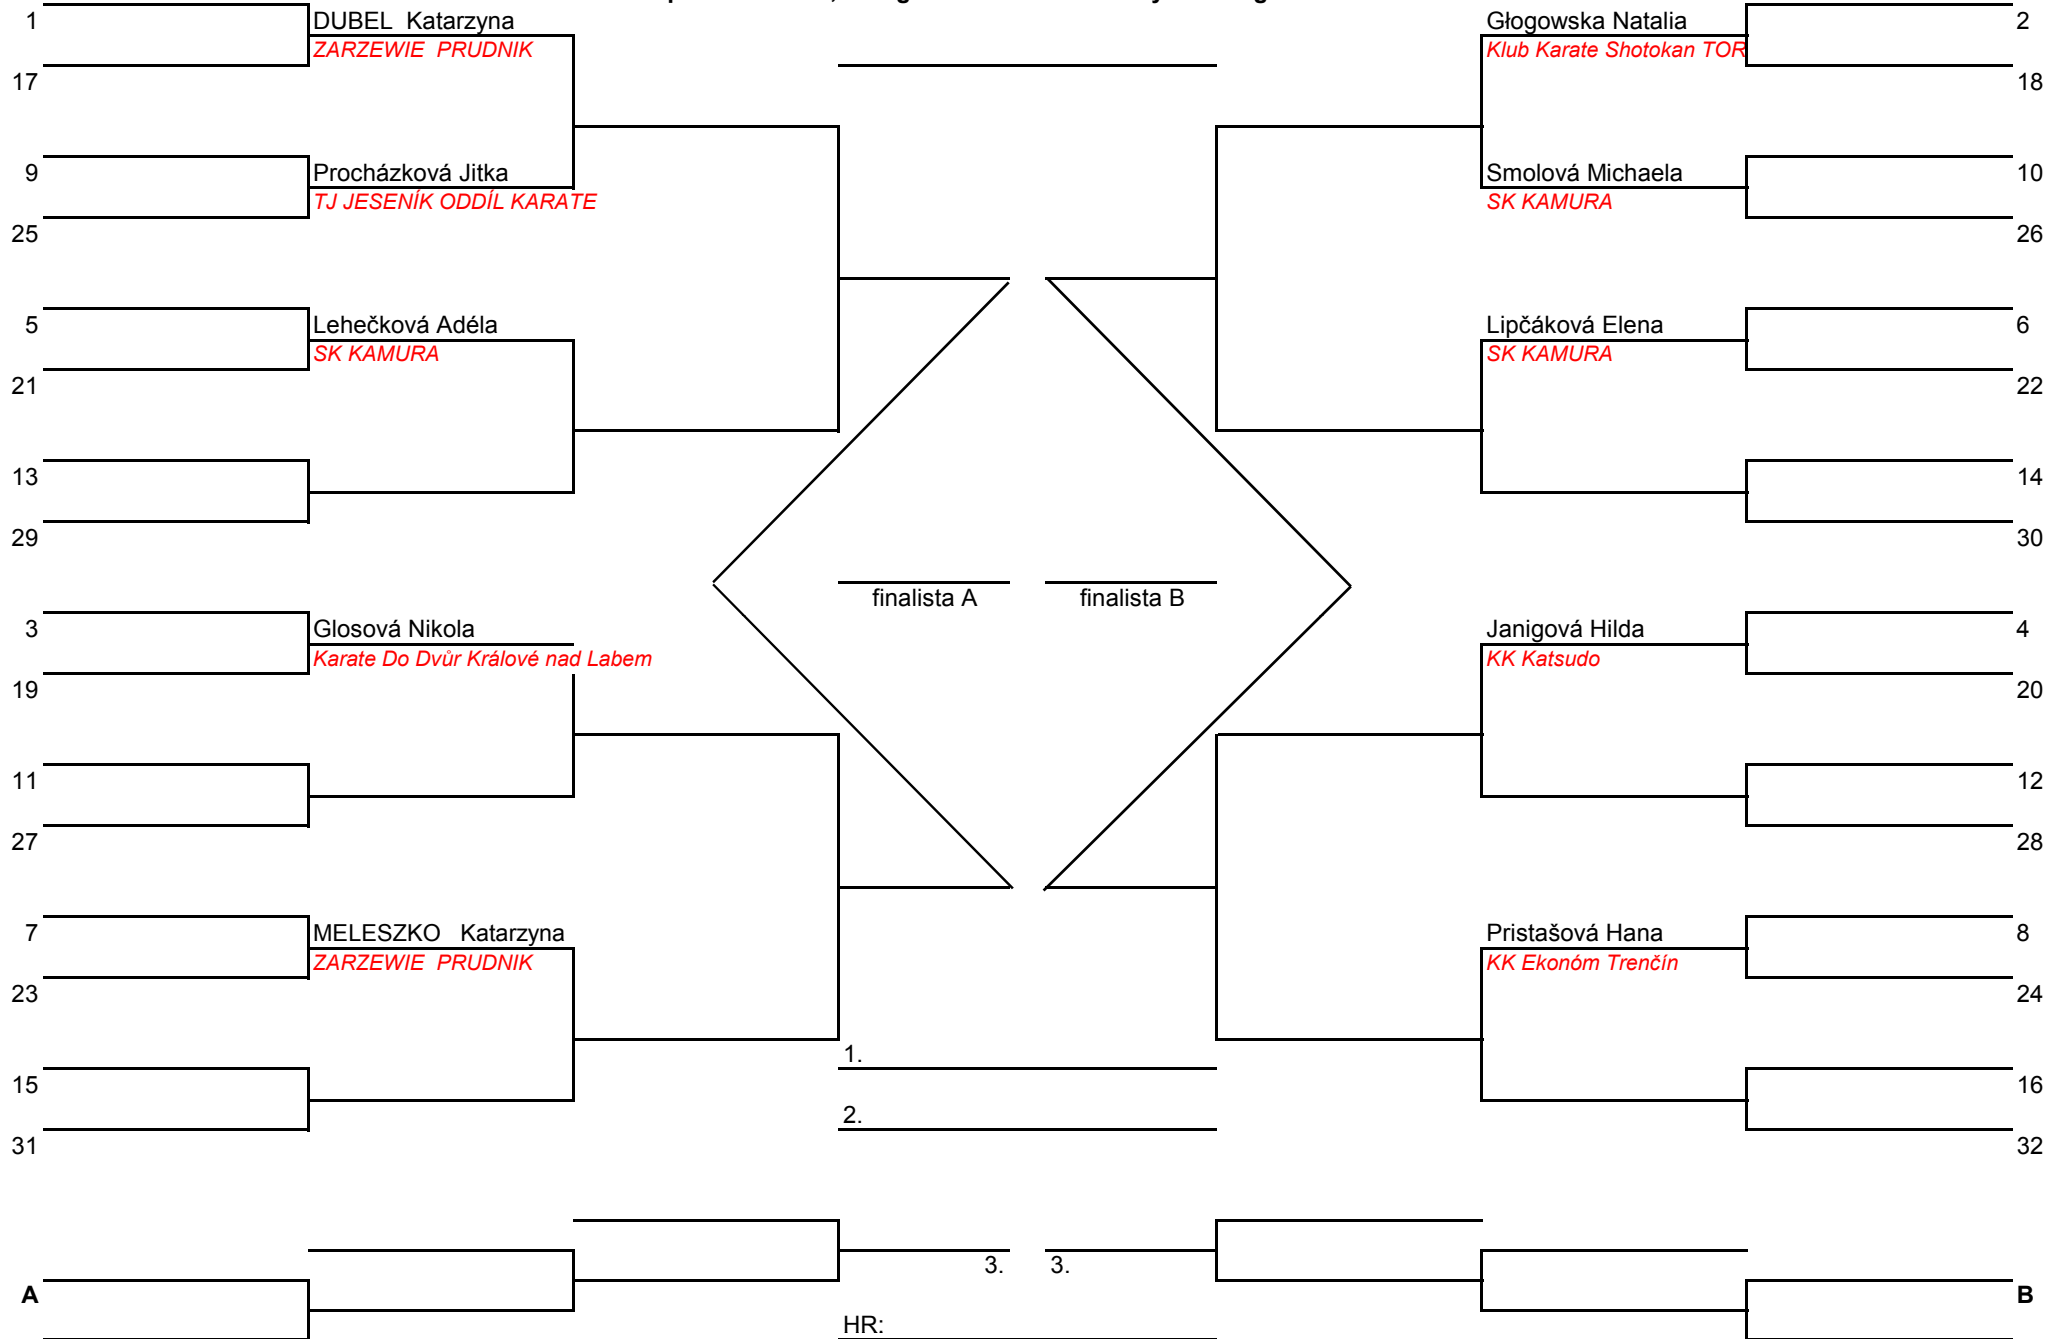 1
DUBEL  Katarzyna
ZARZEWIE  PRUDNIK
17
9
Procházková Jitka
TJ JESENÍK ODDÍL KARATE
25
5
Lehečková Adéla
SK KAMURA
21
13
29
3
Glosová Nikola
Karate Do Dvůr Králové nad Labem
19
11
27
7
MELESZKO   Katarzyna
ZARZEWIE  PRUDNIK
23
15
31
A
finalista A
finalista B
1.
2.
3.
3.
HR:
Głogowska Natalia
Klub Karate Shotokan TOR
2
18
Smolová Michaela
SK KAMURA
10
26
Lipčáková Elena
SK KAMURA
6
22
14
30
Janigová Hilda
KK Katsudo
4
20
12
28
Pristašová Hana
KK Ekonóm Trenčín
8
24
16
32
B